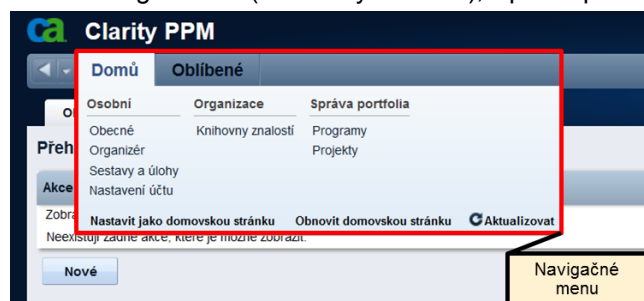 ca Clarity PPM
Domů Oblíbené
Osobní Organizace Správa portfolia
Obecné Knihovny znalostí Programy
Organizér Projekty
Přeh
Sestavy a úlohy
Akce
Nastavení účtu
Zobra
Nastavit jako domovskou stránku Obnovit domovskou stránku Aktualizovat
Neexistují žádné akce, které je možné zobrazit.
Nové
Navigačné
menu